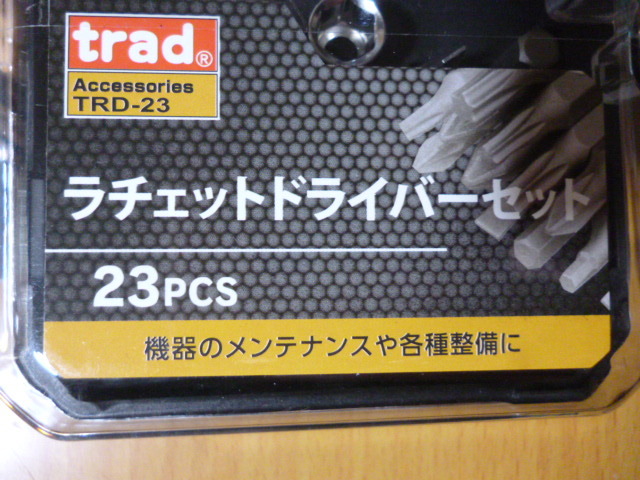 trad®
Accessories
TRD-23
ラチェットドライバーセット
23PCS
機器のメンテナンスや各種整備に